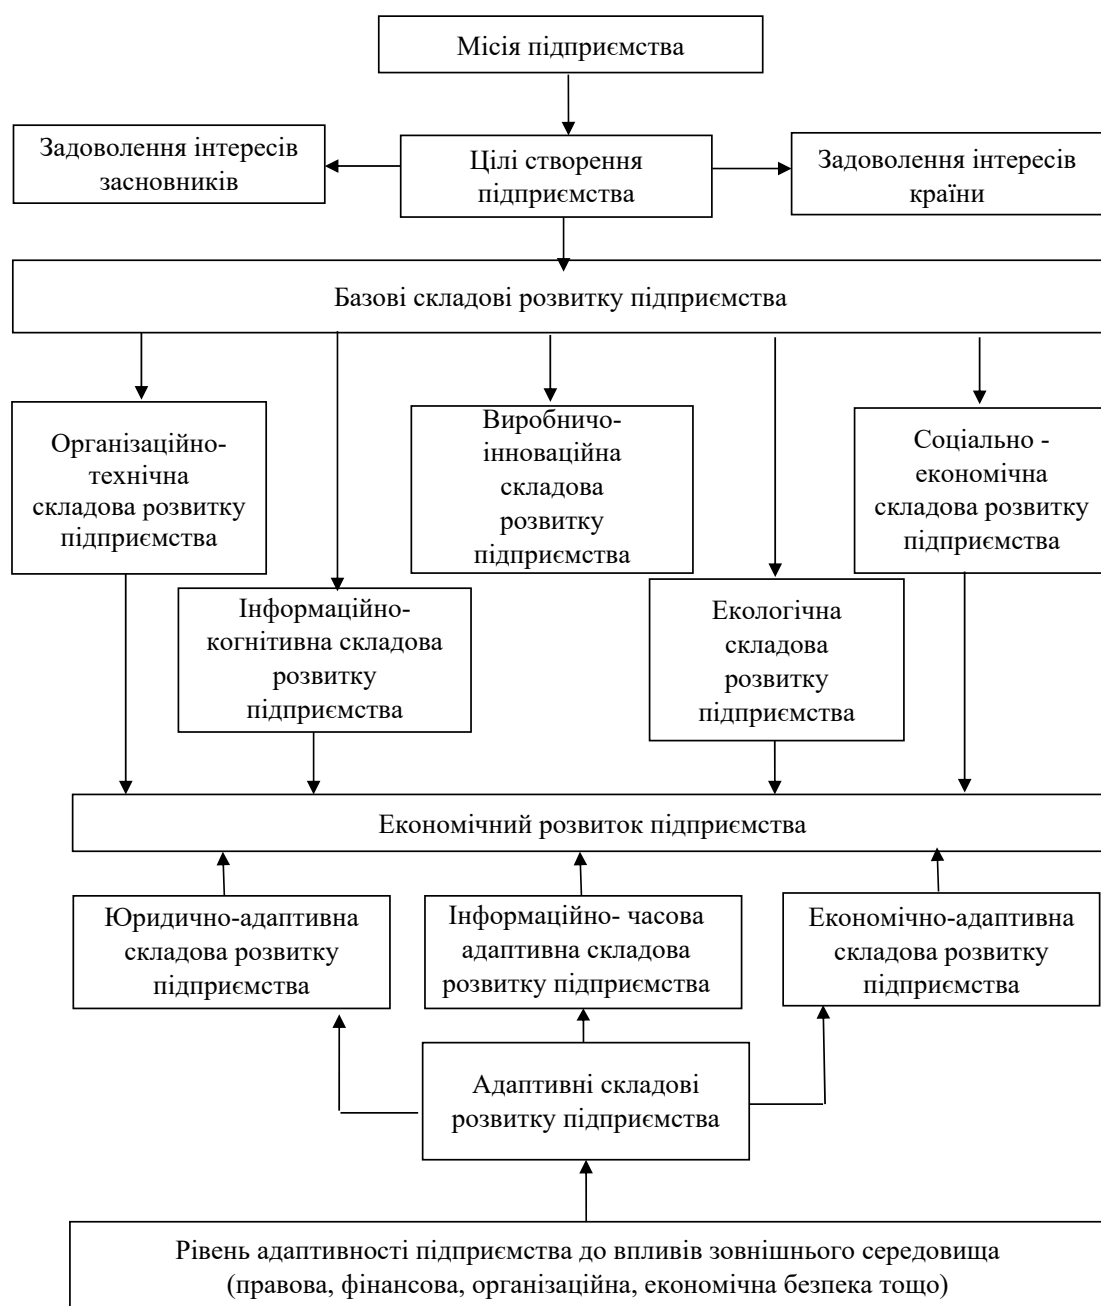 Місія підприємства
Задоволення інтересів
засновників
Цілі створення
підприємства
Задоволення інтересів
країни
Базові складові розвитку підприємства
Організаційно-
технічна
складова розвитку
підприємства
Виробничо-
інноваційна
складова
розвитку
підприємства
Соціально -
економічна
складова розвитку
підприємства
Інформаційно-
когнітивна складова
розвитку
підприємства
Екологічна
складова
розвитку
підприємства
Економічний розвиток підприємства
Юридично-адаптивна
складова розвитку
підприємства
Інформаційно- часова
адаптивна складова
розвитку підприємства
Економічно-адаптивна
складова розвитку
підприємства
Адаптивні складові
розвитку підприємства
Рівень адаптивності підприємства до впливів зовнішнього середовища
(правова, фінансова, організаційна, економічна безпека тощо)